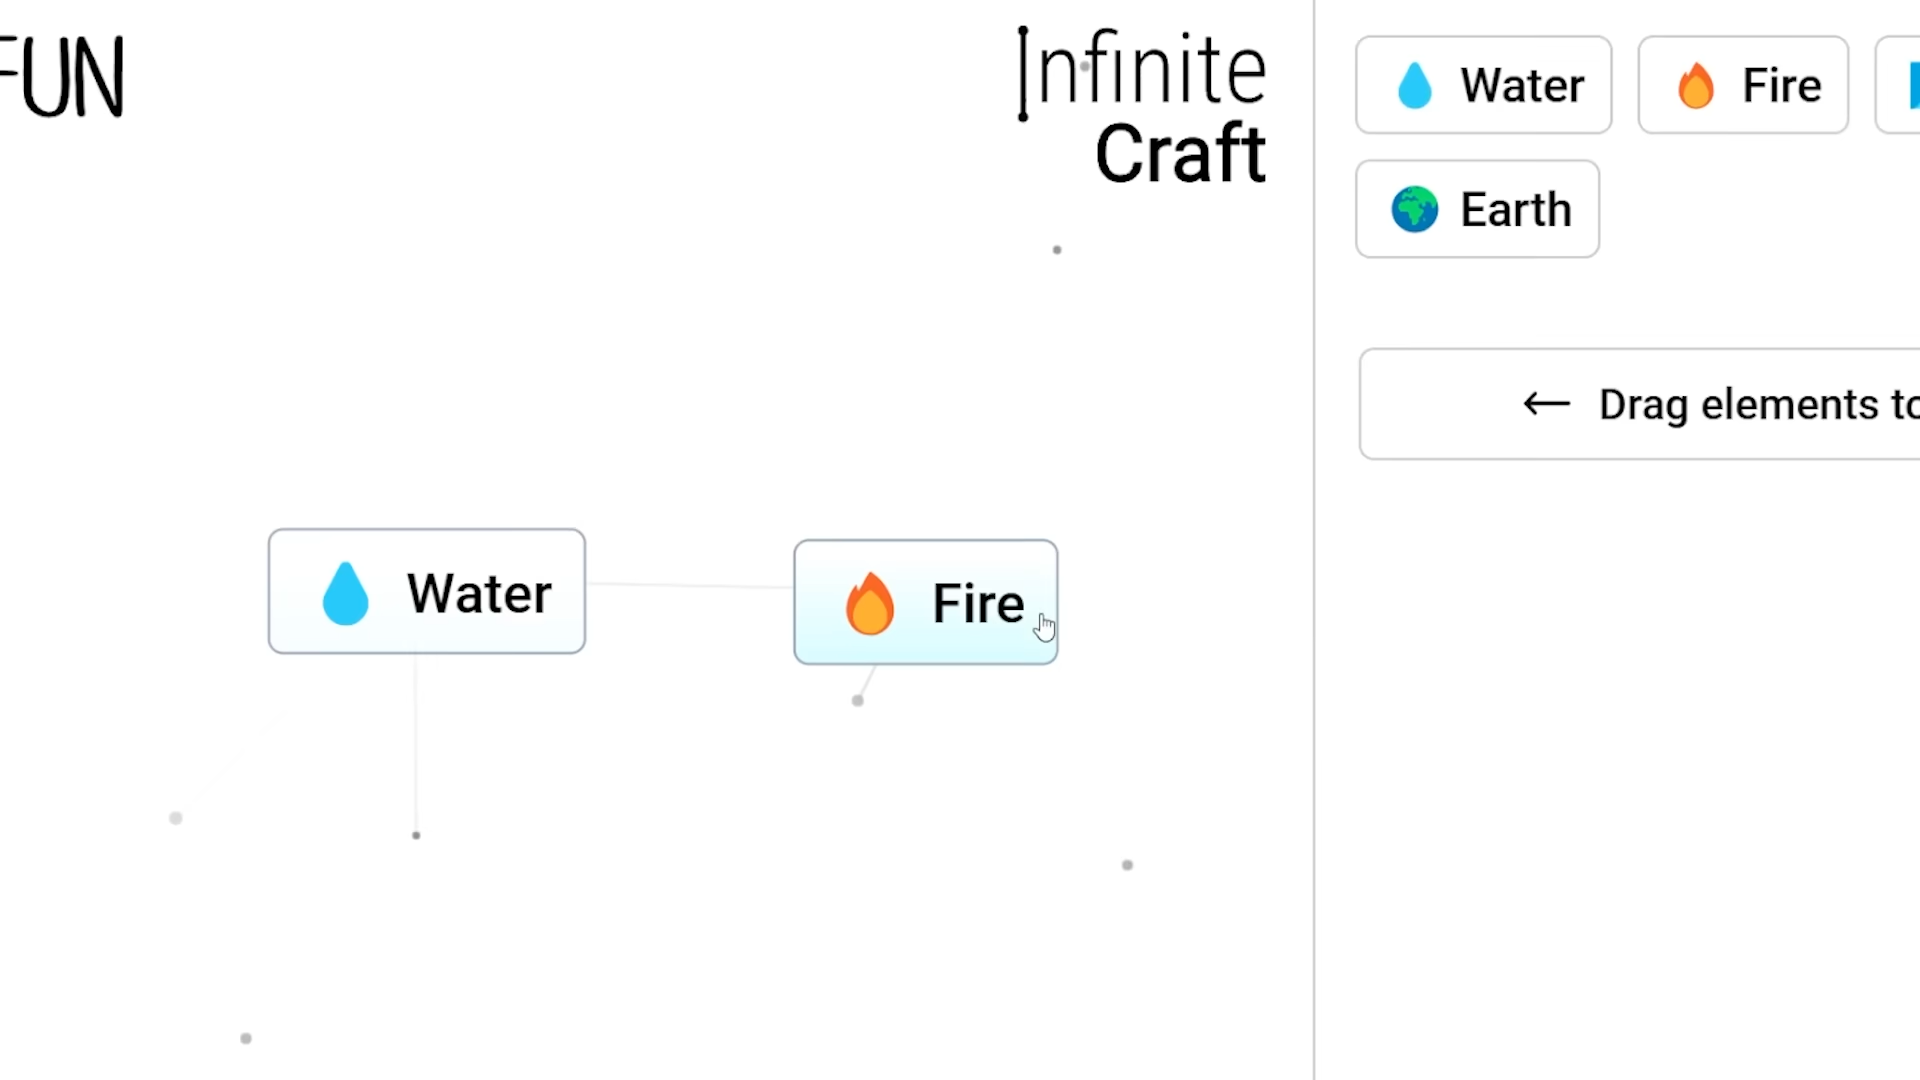 FUN
Infinite
Craft
Water
Fire
Earth
Drag elements to
Water
Fire